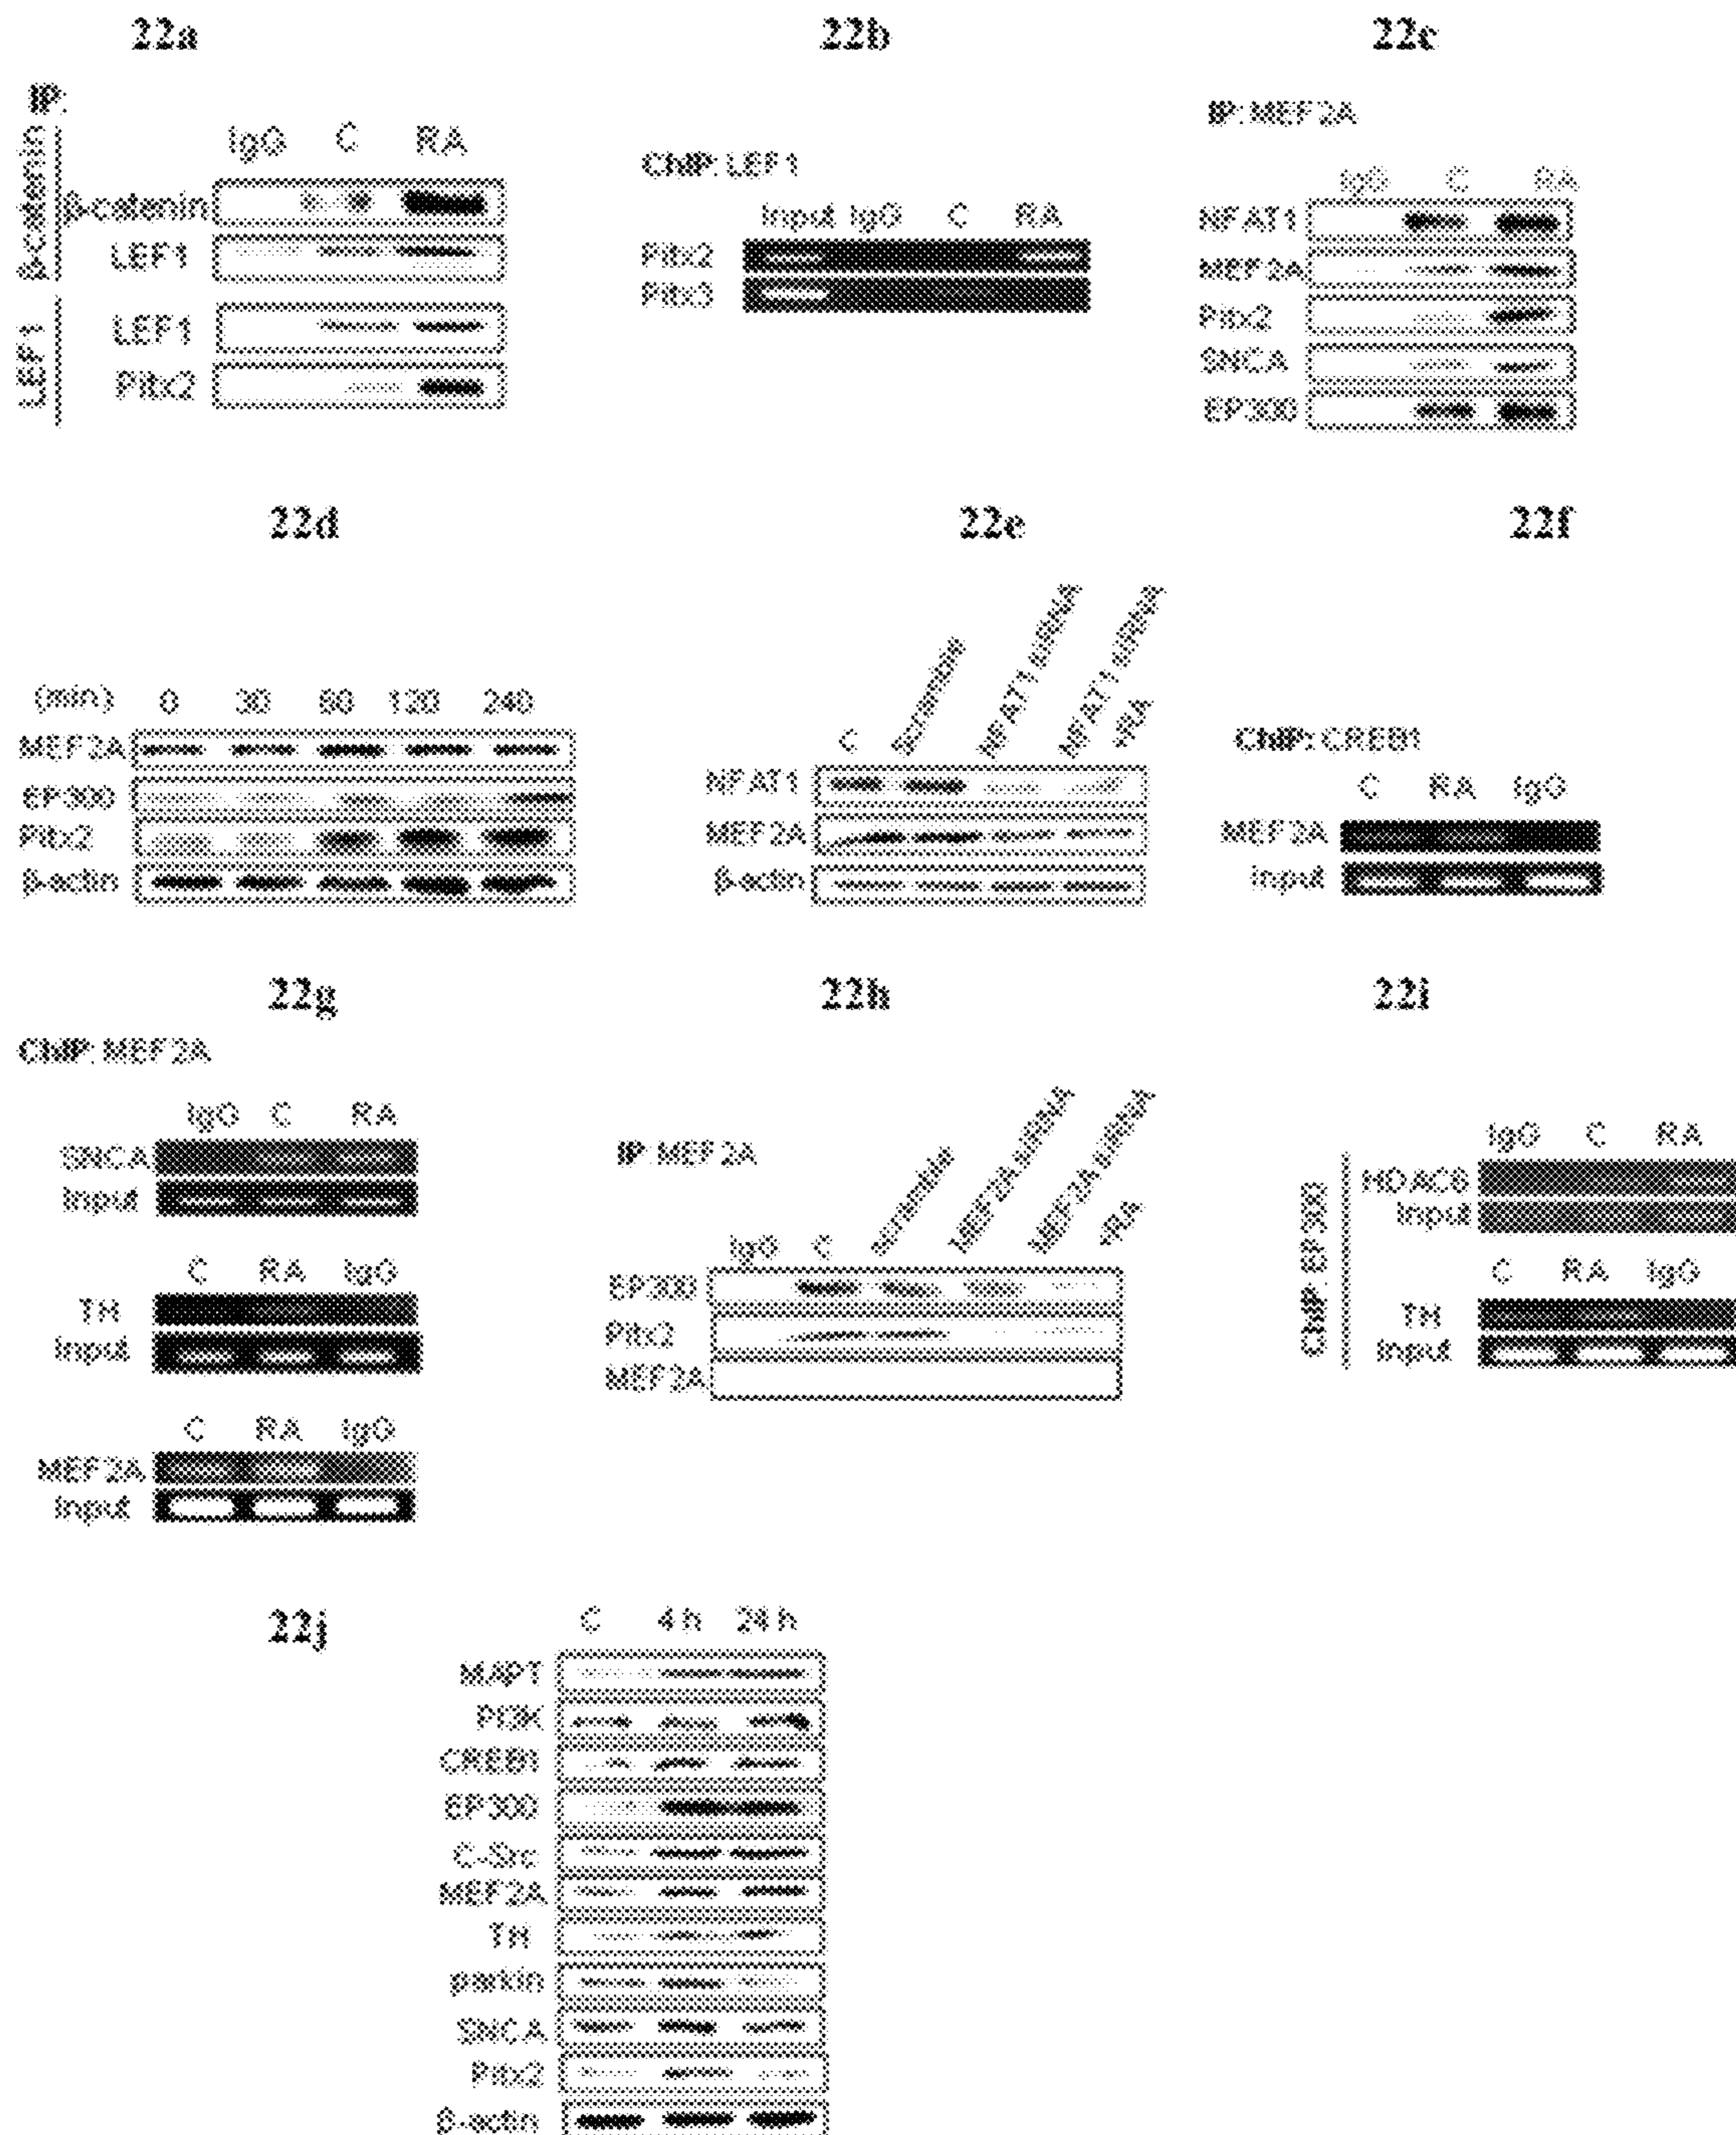 22a
IP:
β-catenin
IgG C RA
β-catenin
LEF1
LEF1
LEF1
Pitx2
22b
ChIP: LEF1
Input IgG C RA
Pitx2
Pitx3
22c
IP: MEF2A
IgG C RA
NFAT1
MEF2A
Pitx2
SNCA
EP300
22d
(min) 0 30 60 120 240
MEF2A
EP300
Pitx2
β-actin
22e
C Scramble NFAT1 siRNA NFAT1 siRNA /RA
NFAT1
MEF2A
β-actin
22f
ChIP: CREB1
C RA IgG
MEF2A
Input
22g
ChIP: MEF2A
IgG C RA
SNCA
Input
C RA IgG
TH
Input
C RA IgG
MEF2A
Input
22h
IP: MEF2A
IgG C Scramble MEF2A siRNA MEF2A siRNA /RA
EP300
Pitx2
MEF2A
22i
ChIP: EP300
IgG C RA
HDAC6
Input
C RA IgG
TH
Input
22j
C 4 h 24 h
MAPT
PI3K
CREB1
EP300
C-Src
MEF2A
TH
parkin
SNCA
Pitx2
β-actin